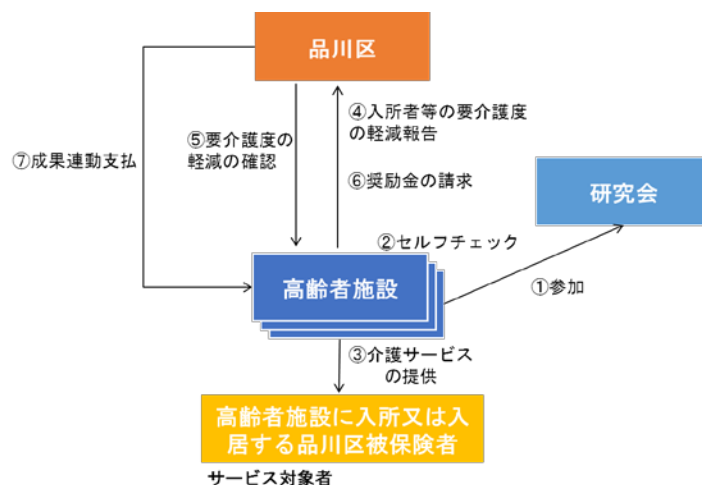 品川区
④入所者等の要介護度
の軽減報告
⑤要介護度の
軽減の確認
⑦成果連動支払
⑥奨励金の請求
研究会
②セルフチェック
高齢者施設
①参加
③介護サービス
の提供
高齢者施設に入所又は入
居する品川区被保険者
サービス対象者